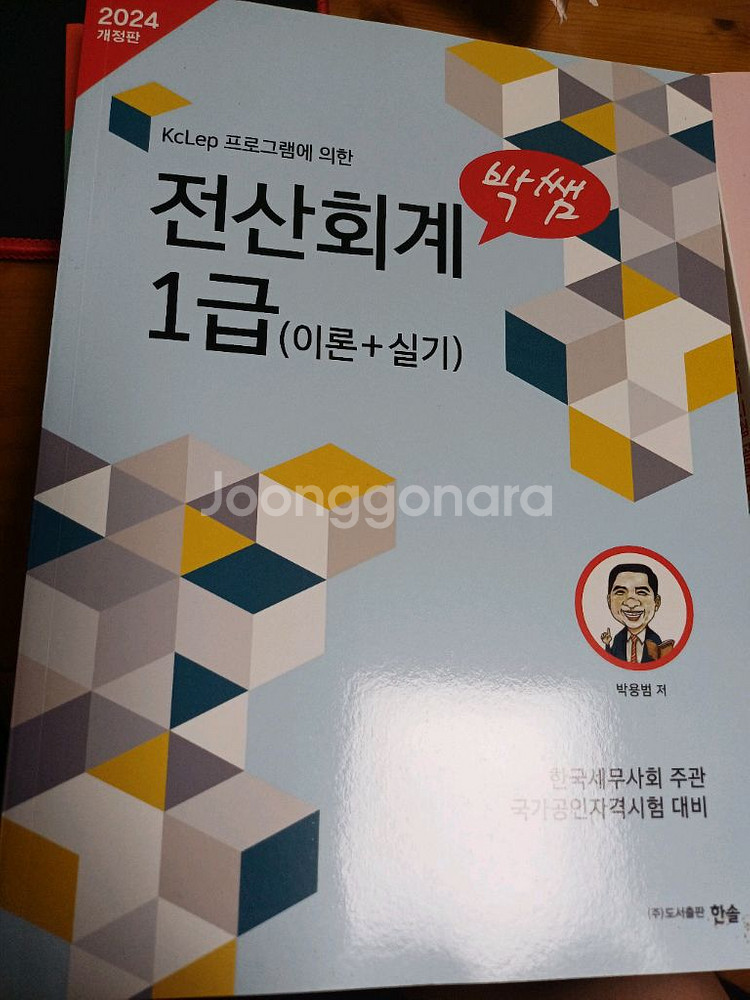 2024
개정판
KcLep 프로그램에 의한
박쌤
전산회계
1급(이론+실기)
Joonggonara
박용범 저
한국세무사회 주관
국가공인자격시험 대비
(주)도서출판 한솔